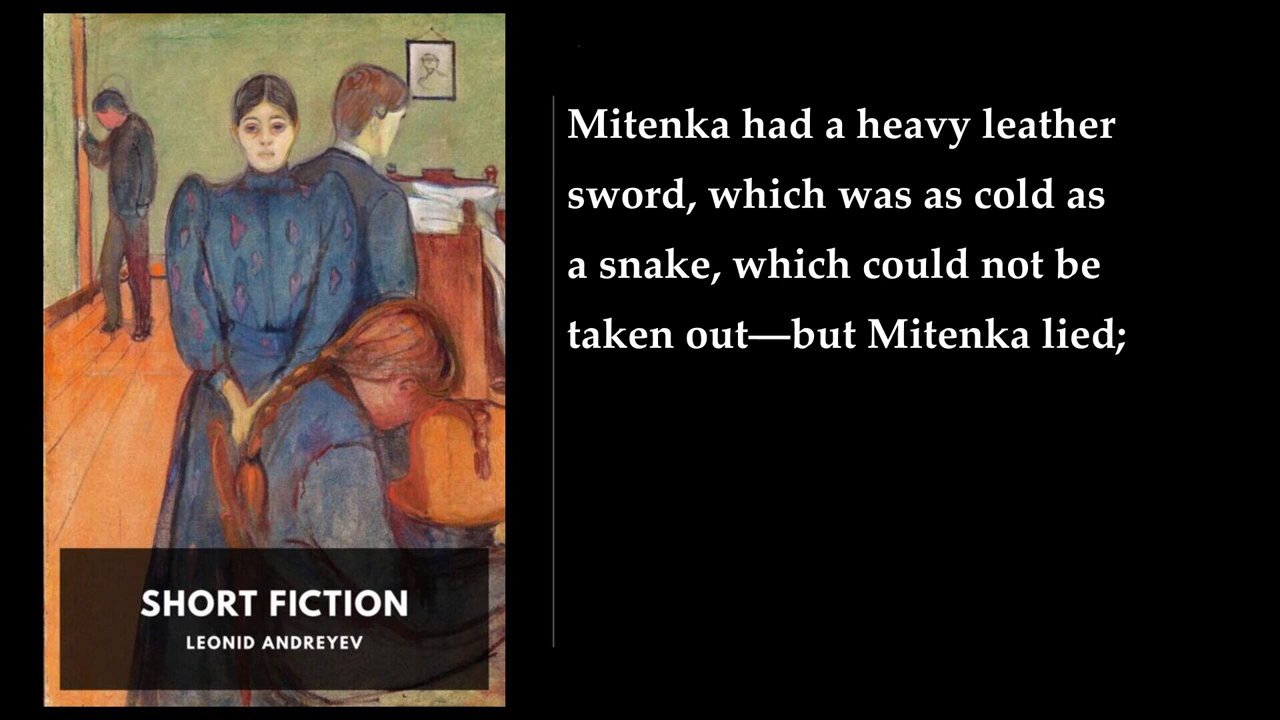 SHORT FICTION
LEONID ANDREYEV
Mitenka had a heavy leather
sword, which was as cold as
a snake, which could not be
taken out—but Mitenka lied;